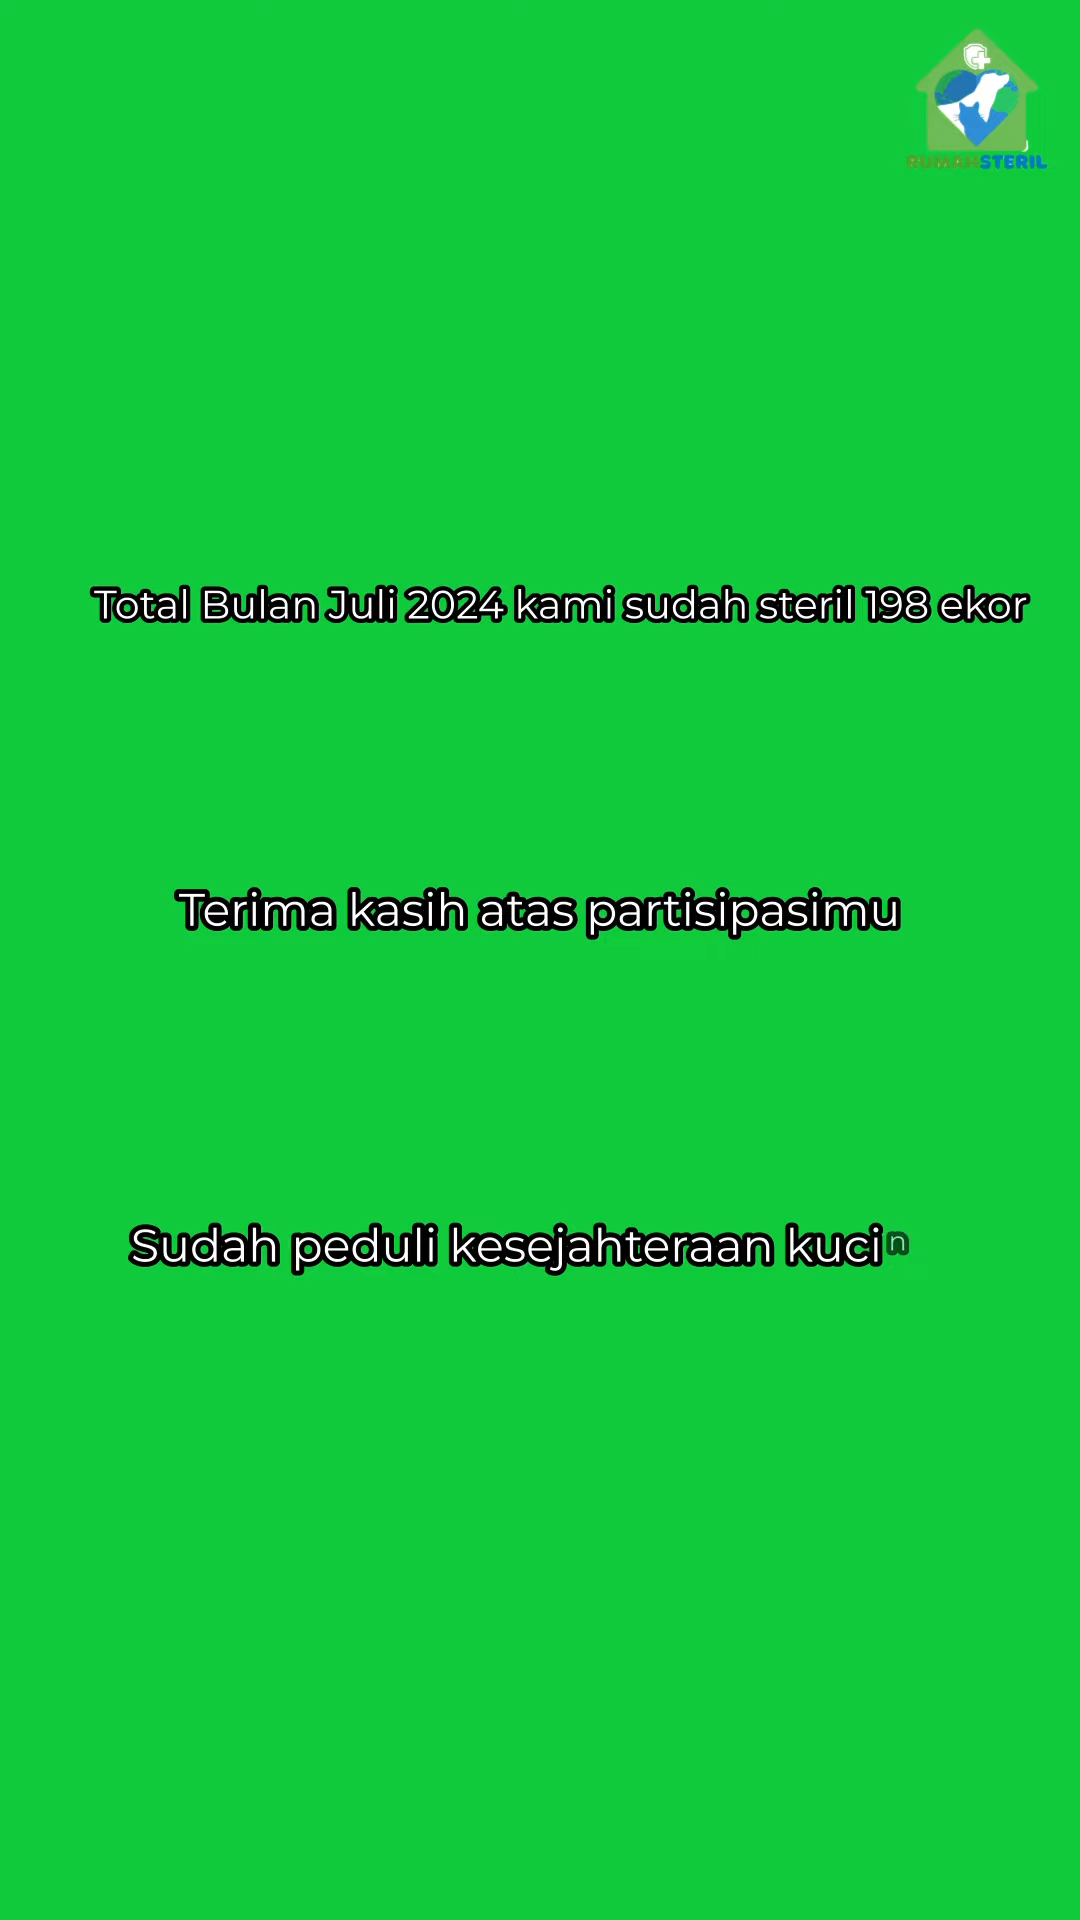 RUMAHSTERIL
Total Bulan Juli 2024 kami sudah steril 198 ekor
Terima kasih atas partisipasimu
Sudah peduli kesejahteraan kucin